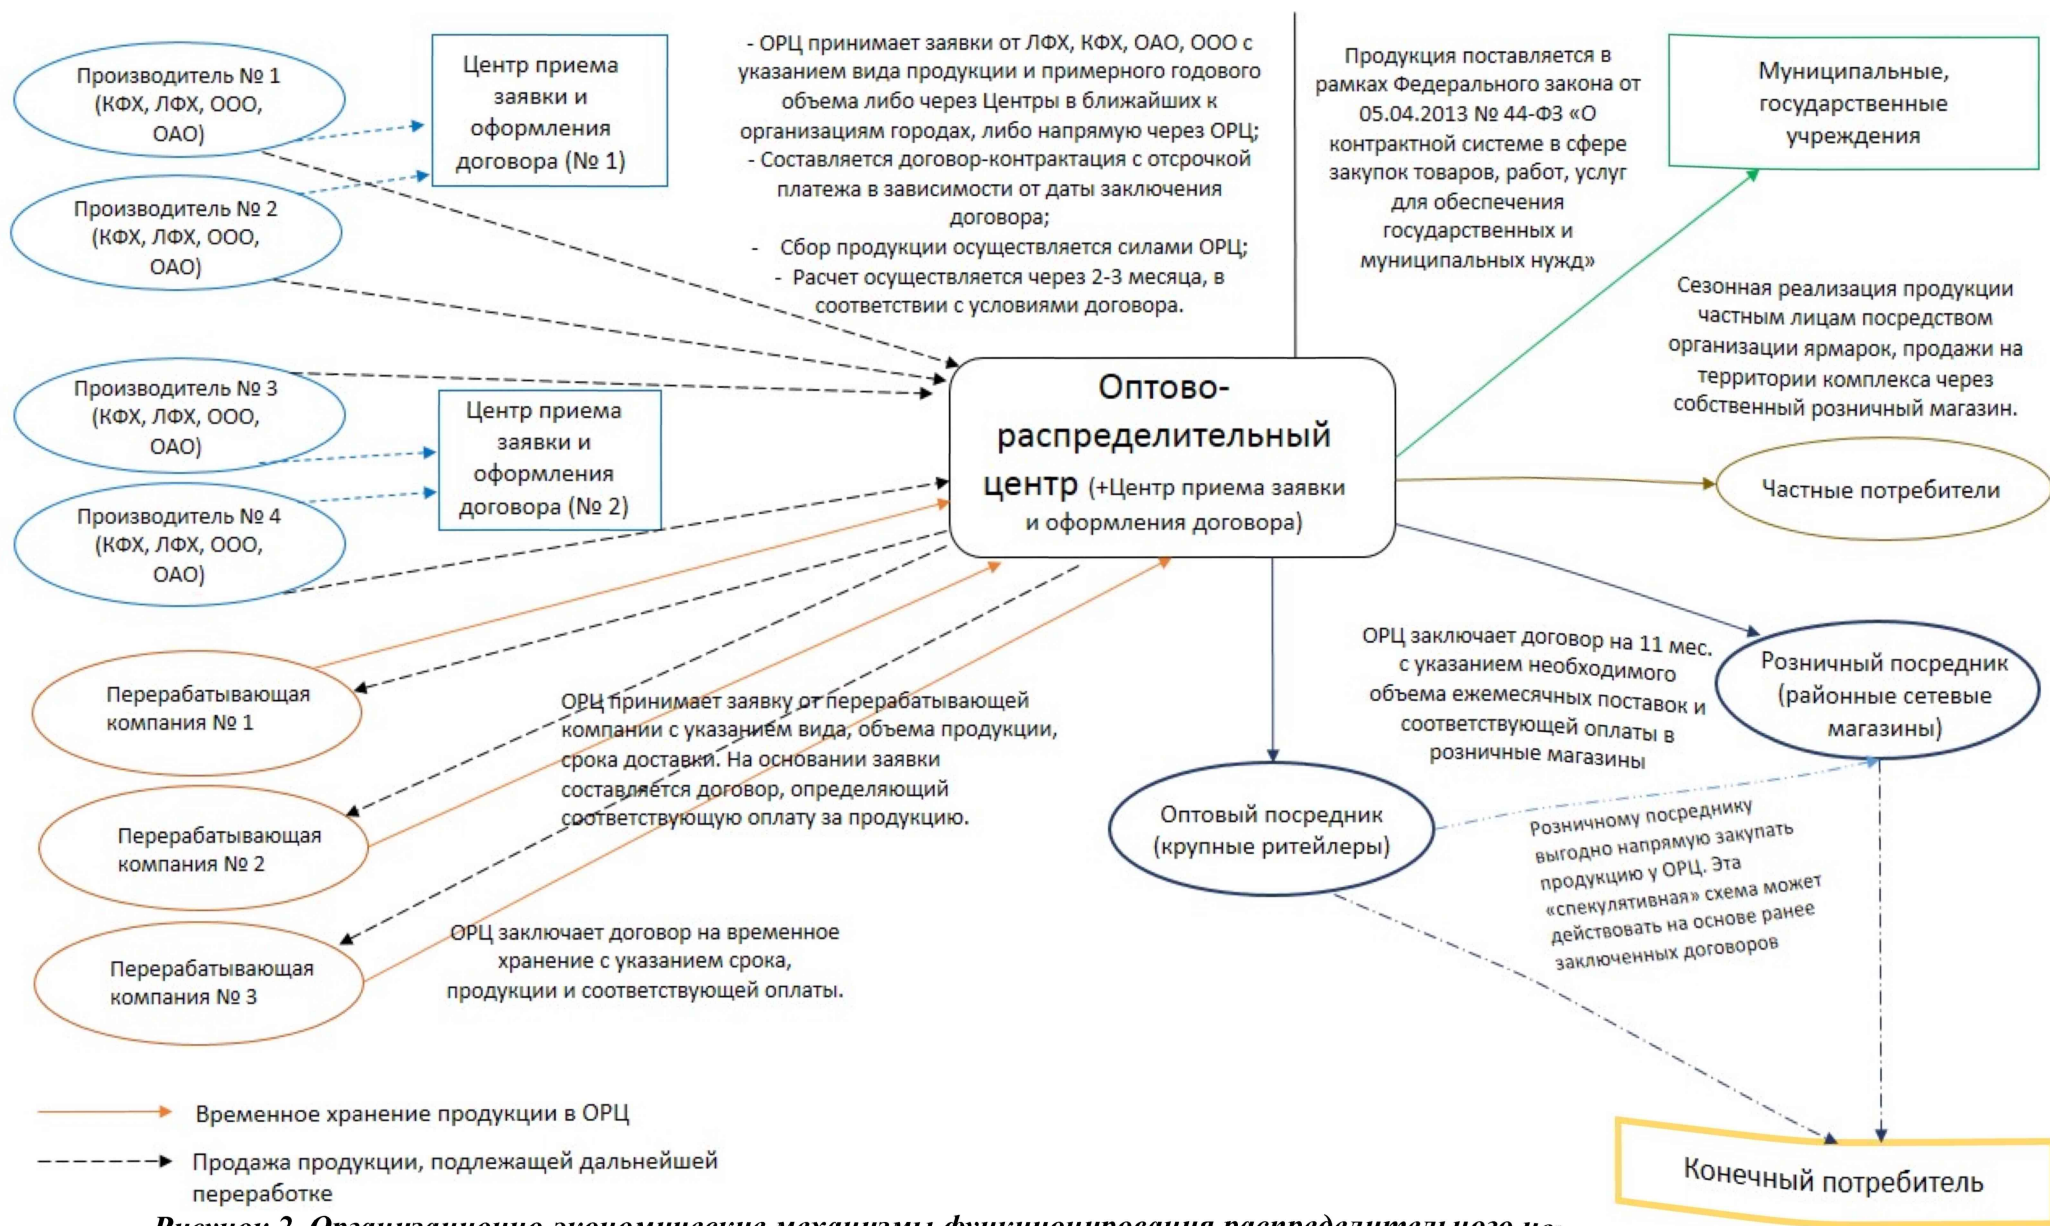 Производитель № 1
(КФХ, ЛФХ, ООО,
ОАО)
Центр приема
заявки и
оформления
договора (№ 1)
Производитель № 2
(КФХ, ЛФХ, ООО,
ОАО)
- ОРЦ принимает заявки от ЛФХ, КФХ, ОАО, ООО с
указанием вида продукции и примерного годового
объема либо через Центры в ближайших к
организациям городах, либо напрямую через ОРЦ;
- Составляется договор-контрактация с отсрочкой
платежа в зависимости от даты заключения
договора;
- Сбор продукции осуществляется силами ОРЦ;
- Расчет осуществляется через 2-3 месяца, в
соответствии с условиями договора.
Продукция поставляется в
рамках Федерального закона от
05.04.2013 № 44-ФЗ «О
контрактной системе в сфере
закупок товаров, работ, услуг
для обеспечения
государственных и
муниципальных нужд»
Муниципальные,
государственные
учреждения
Сезонная реализация продукции
частным лицам посредством
организации ярмарок, продажи на
территории комплекса через
собственный розничный магазин.
Производитель № 3
(КФХ, ЛФХ, ООО,
ОАО)
Центр приема
заявки и
оформления
договора (№ 2)
Производитель № 4
(КФХ, ЛФХ, ООО,
ОАО)
Оптово-
распределительный
центр (+Центр приема заявки
и оформления договора)
Частные потребители
Перерабатывающая
компания № 1
Перерабатывающая
компания № 2
Перерабатывающая
компания № 3
ОРЦ принимает заявку от перерабатывающей
компании с указанием вида, объема продукции,
срока доставки. На основании заявки
составляется договор, определяющий
соответствующую оплату за продукцию.
ОРЦ заключает договор на временное
хранение с указанием срока,
продукции и соответствующей оплаты.
ОРЦ заключает договор на 11 мес.
с указанием необходимого
объема ежемесячных поставок и
соответствующей оплаты в
розничные магазины
Розничный посредник
(районные сетевые
магазины)
Оптовый посредник
(крупные ритейлеры)
Розничному посреднику
выгодно напрямую закупать
продукцию у ОРЦ. Эта
«спекулятивная» схема может
действовать на основе ранее
заключенных договоров
Конечный потребитель
Временное хранение продукции в ОРЦ
Продажа продукции, подлежащей дальнейшей
переработке
Рисунок 2. Организационно-экономические механизмы функционирования распределительного це-